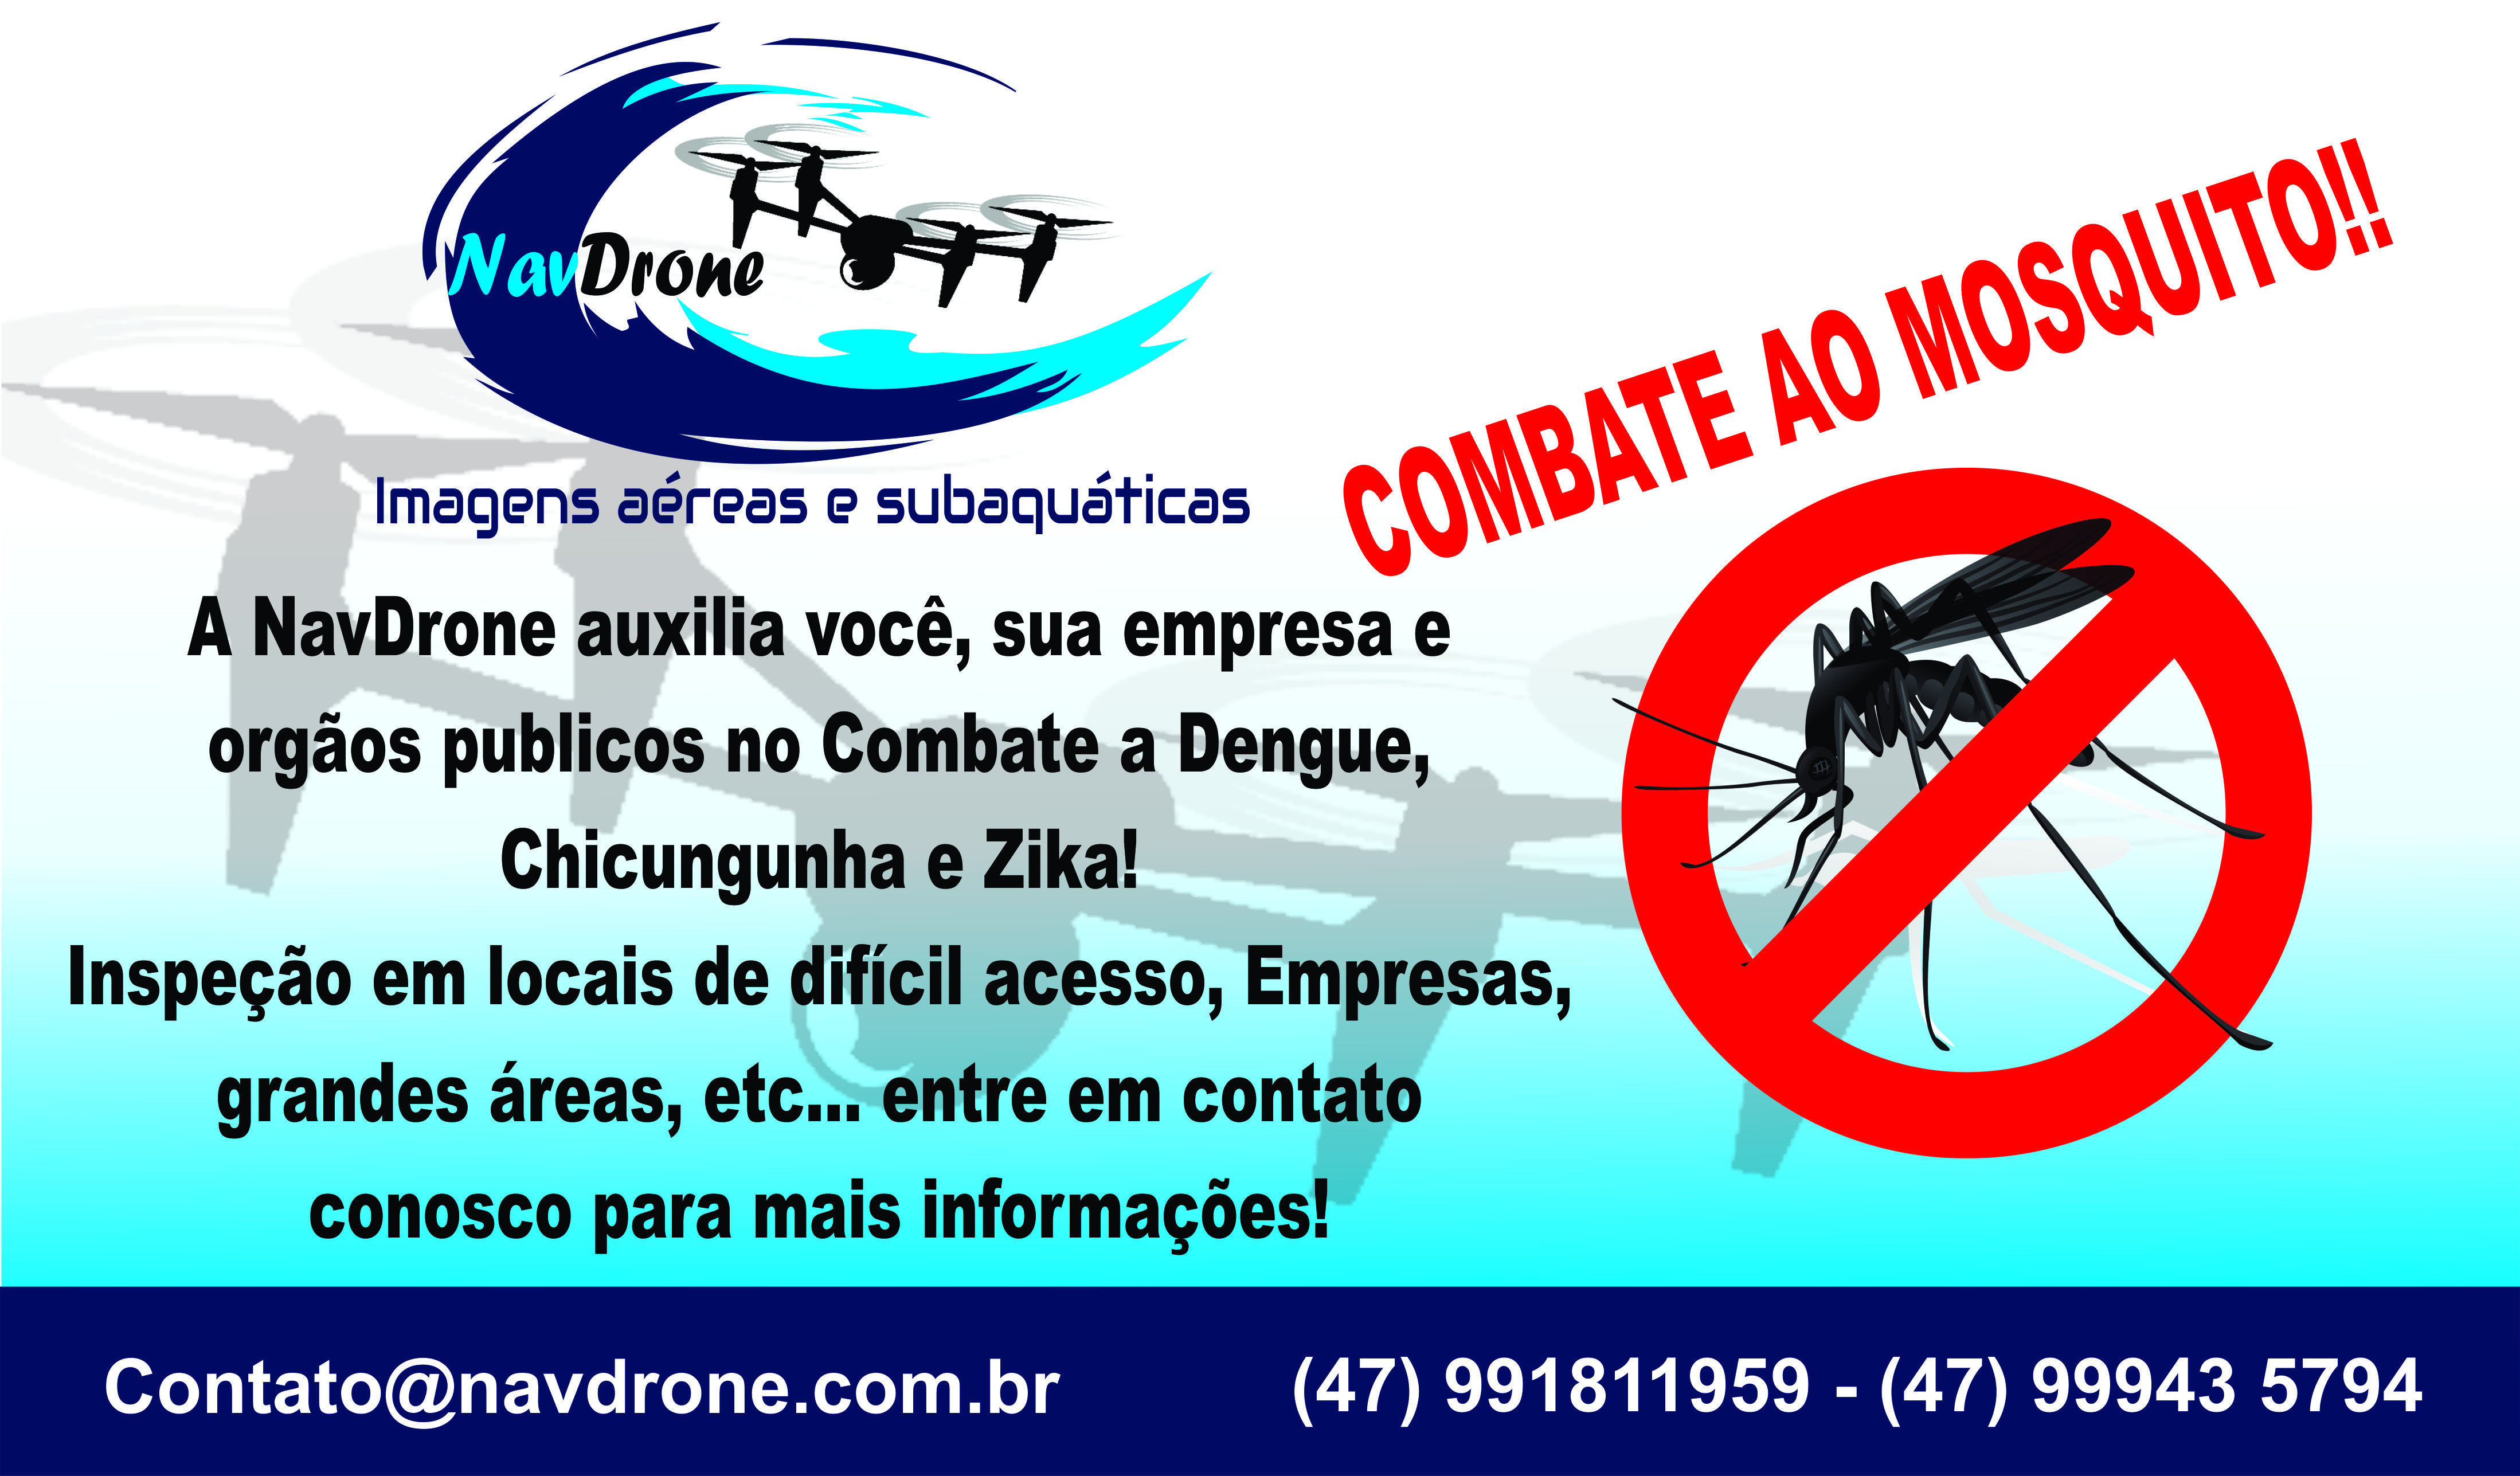 NavDrone
Imagens aéreas e subaquáticas
COMBATE AO MOSQUITO!!
A NavDrone auxilia você, sua empresa e
orgãos publicos no Combate a Dengue,
Chicungunha e Zika!
Inspeção em locais de difícil acesso, Empresas,
grandes áreas, etc... entre em contato
conosco para mais informações!
Contato@navdrone.com.br
(47) 991811959 - (47) 99943 5794